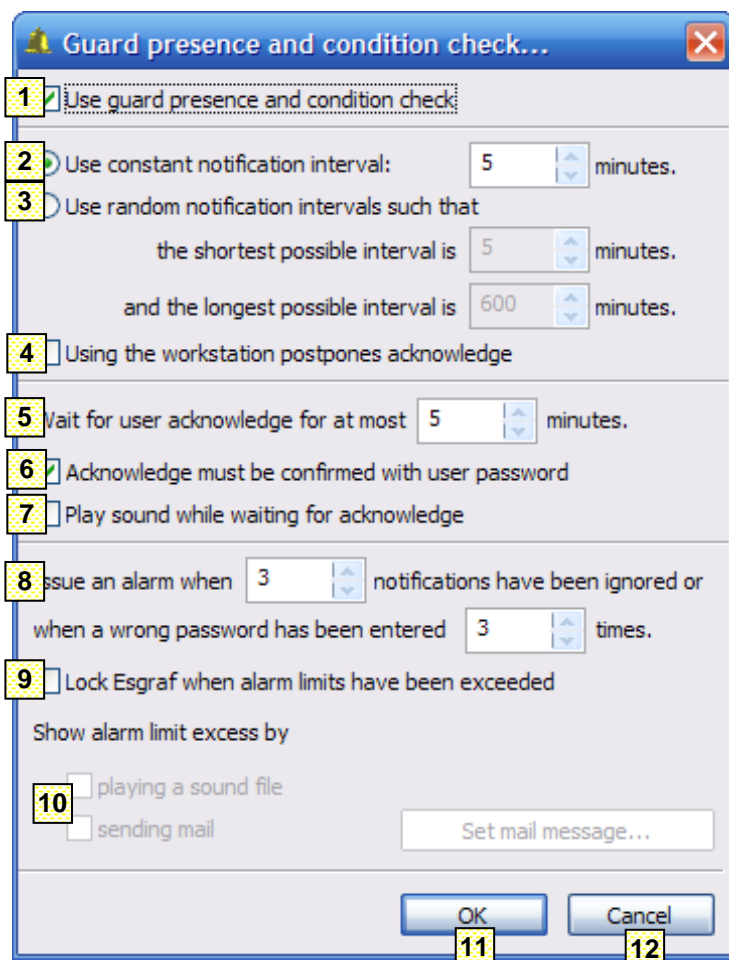 Guard presence and condition check...
1 Use guard presence and condition check
2 Use constant notification interval: 5 minutes.
3 Use random notification intervals such that
the shortest possible interval is 5 minutes.
and the longest possible interval is 600 minutes.
4 Using the workstation postpones acknowledge
5 Wait for user acknowledge for at most 5 minutes.
6 Acknowledge must be confirmed with user password
7 Play sound while waiting for acknowledge
8 Issue an alarm when 3 notifications have been ignored or
when a wrong password has been entered 3 times.
9 Lock Esgraf when alarm limits have been exceeded
Show alarm limit excess by
playing a sound file
10
sending mail Set mail message...
OK Cancel
11 12